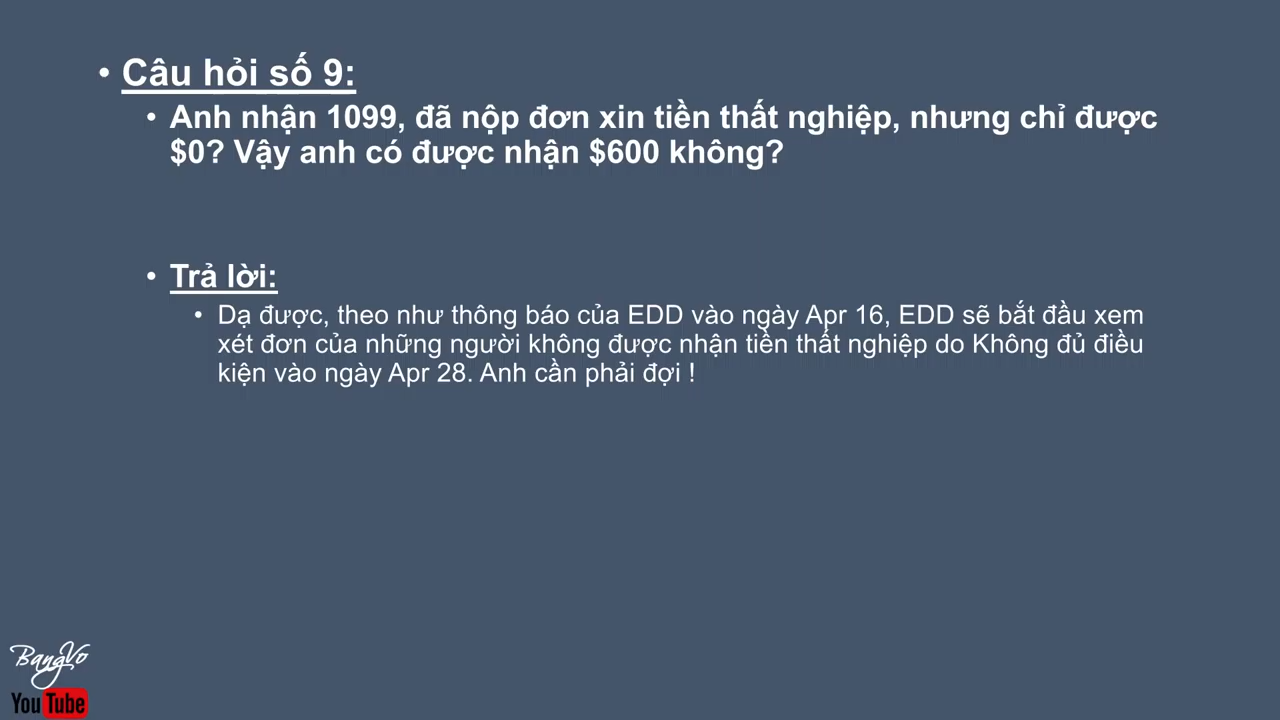 • Câu hỏi số 9:
• Anh nhận 1099, đã nộp đơn xin tiền thất nghiệp, nhưng chỉ được
$0? Vậy anh có được nhận $600 không?
• Trả lời:
• Dạ được, theo như thông báo của EDD vào ngày Apr 16, EDD sẽ bắt đầu xem
xét đơn của những người không được nhận tiền thất nghiệp do Không đủ điều
kiện vào ngày Apr 28. Anh cần phải đợi !
BangVo
YouTube